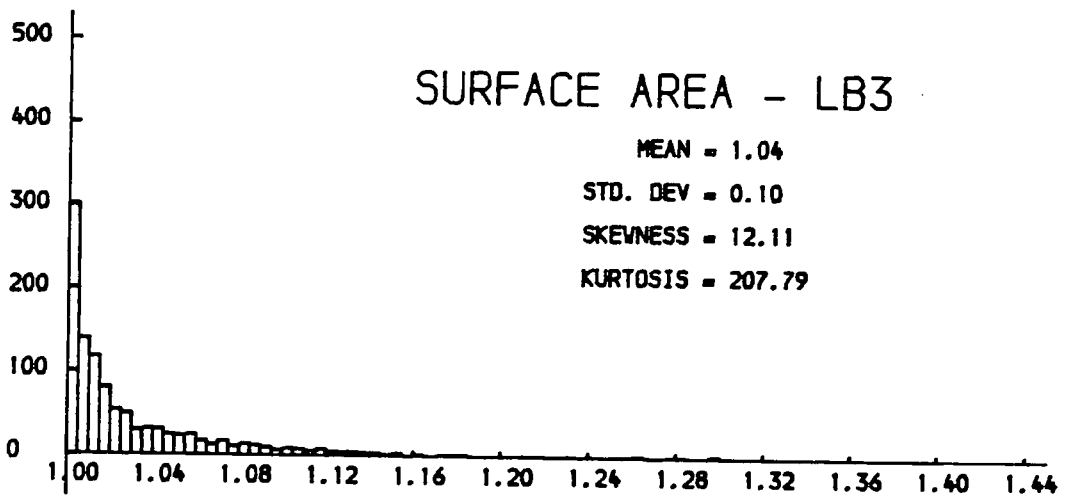 500
SURFACE AREA - LB3
400
MEAN = 1.04
300
STD. DEV = 0.10
SKEWNESS = 12.11
200
KURTOSIS = 207.79
100
0
1.00 1.04 1.08 1.12 1.16 1.20 1.24 1.28 1.32 1.36 1.40 1.44